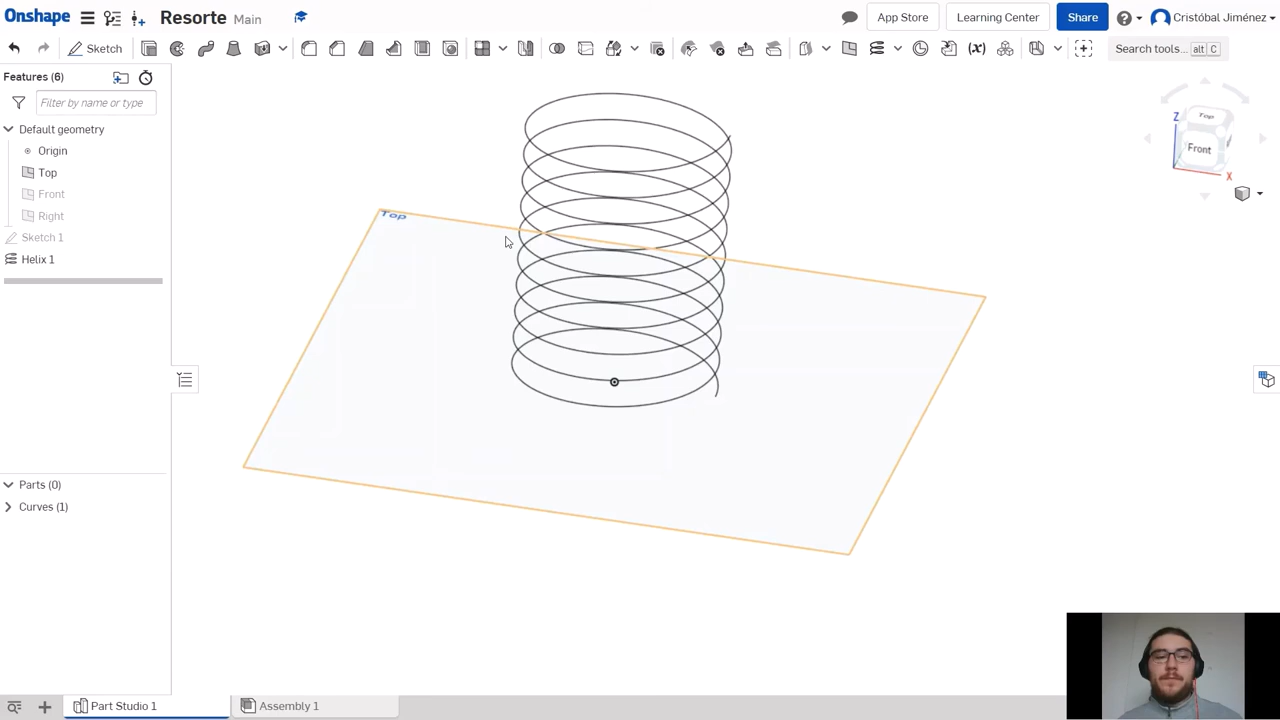 Onshape Resorte Main App Store Learning Center Share Cristóbal Jiménez
Sketch (x) Search tools... alt C
Features (6)
Filter by name or type
Default geometry
Origin
Top
Front
Right
Sketch 1
Helix 1
Parts (0)
Curves (1)
Top
Z
Top
Front
X
Part Studio 1 Assembly 1